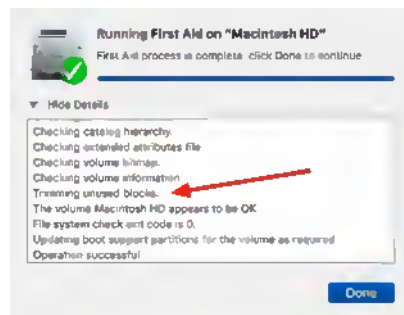 Running First Aid on "Macintosh HD"
First Aid process is complete, click Done to continue
Hide Details
Checking catalog hierarchy.
Checking extended attributes file
Checking volume bitmap.
Checking volume information
Trimming unused blocks.
The volume Macintosh HD appears to be OK
File system check exit code is 0.
Updating boot support partitions for the volume as required
Operation successful
Done